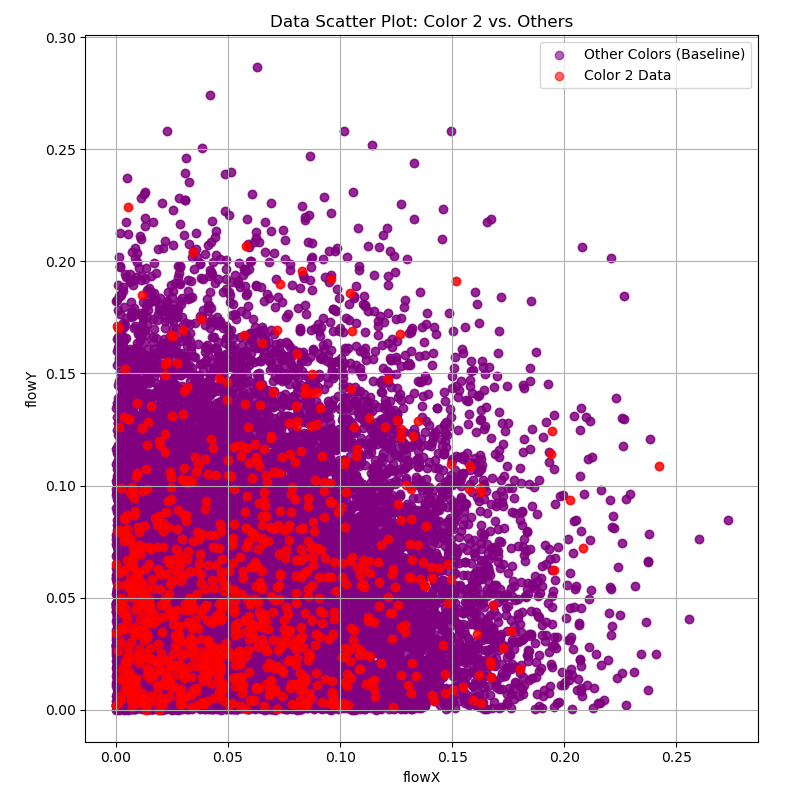 Data Scatter Plot: Color 2 vs. Others
Other Colors (Baseline)
Color 2 Data
flowY
0.30
0.25
0.20
0.15
0.10
0.05
0.00
0.00 0.05 0.10 0.15 0.20 0.25
flowX